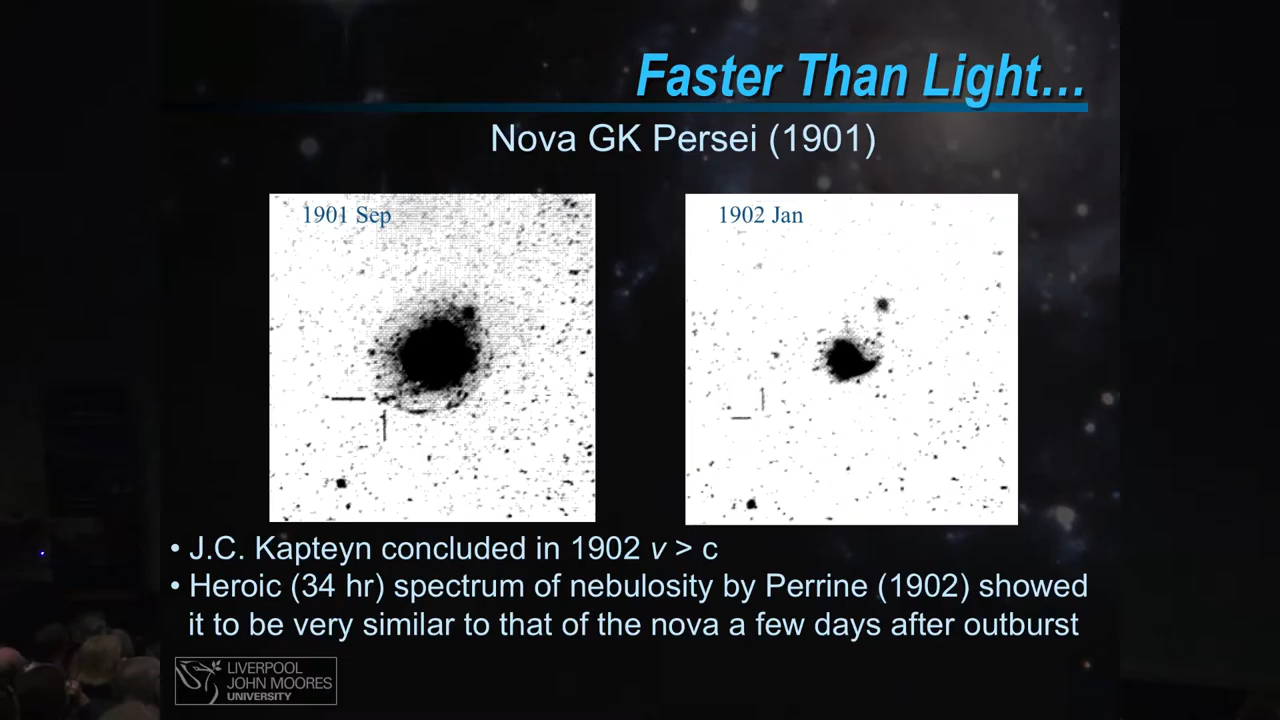 Faster Than Light...
Nova GK Persei (1901)
1901 Sep
1902 Jan
• J.C. Kapteyn concluded in 1902 v > c
• Heroic (34 hr) spectrum of nebulosity by Perrine (1902) showed
it to be very similar to that of the nova a few days after outburst
LIVERPOOL
JOHN MOORES
UNIVERSITY